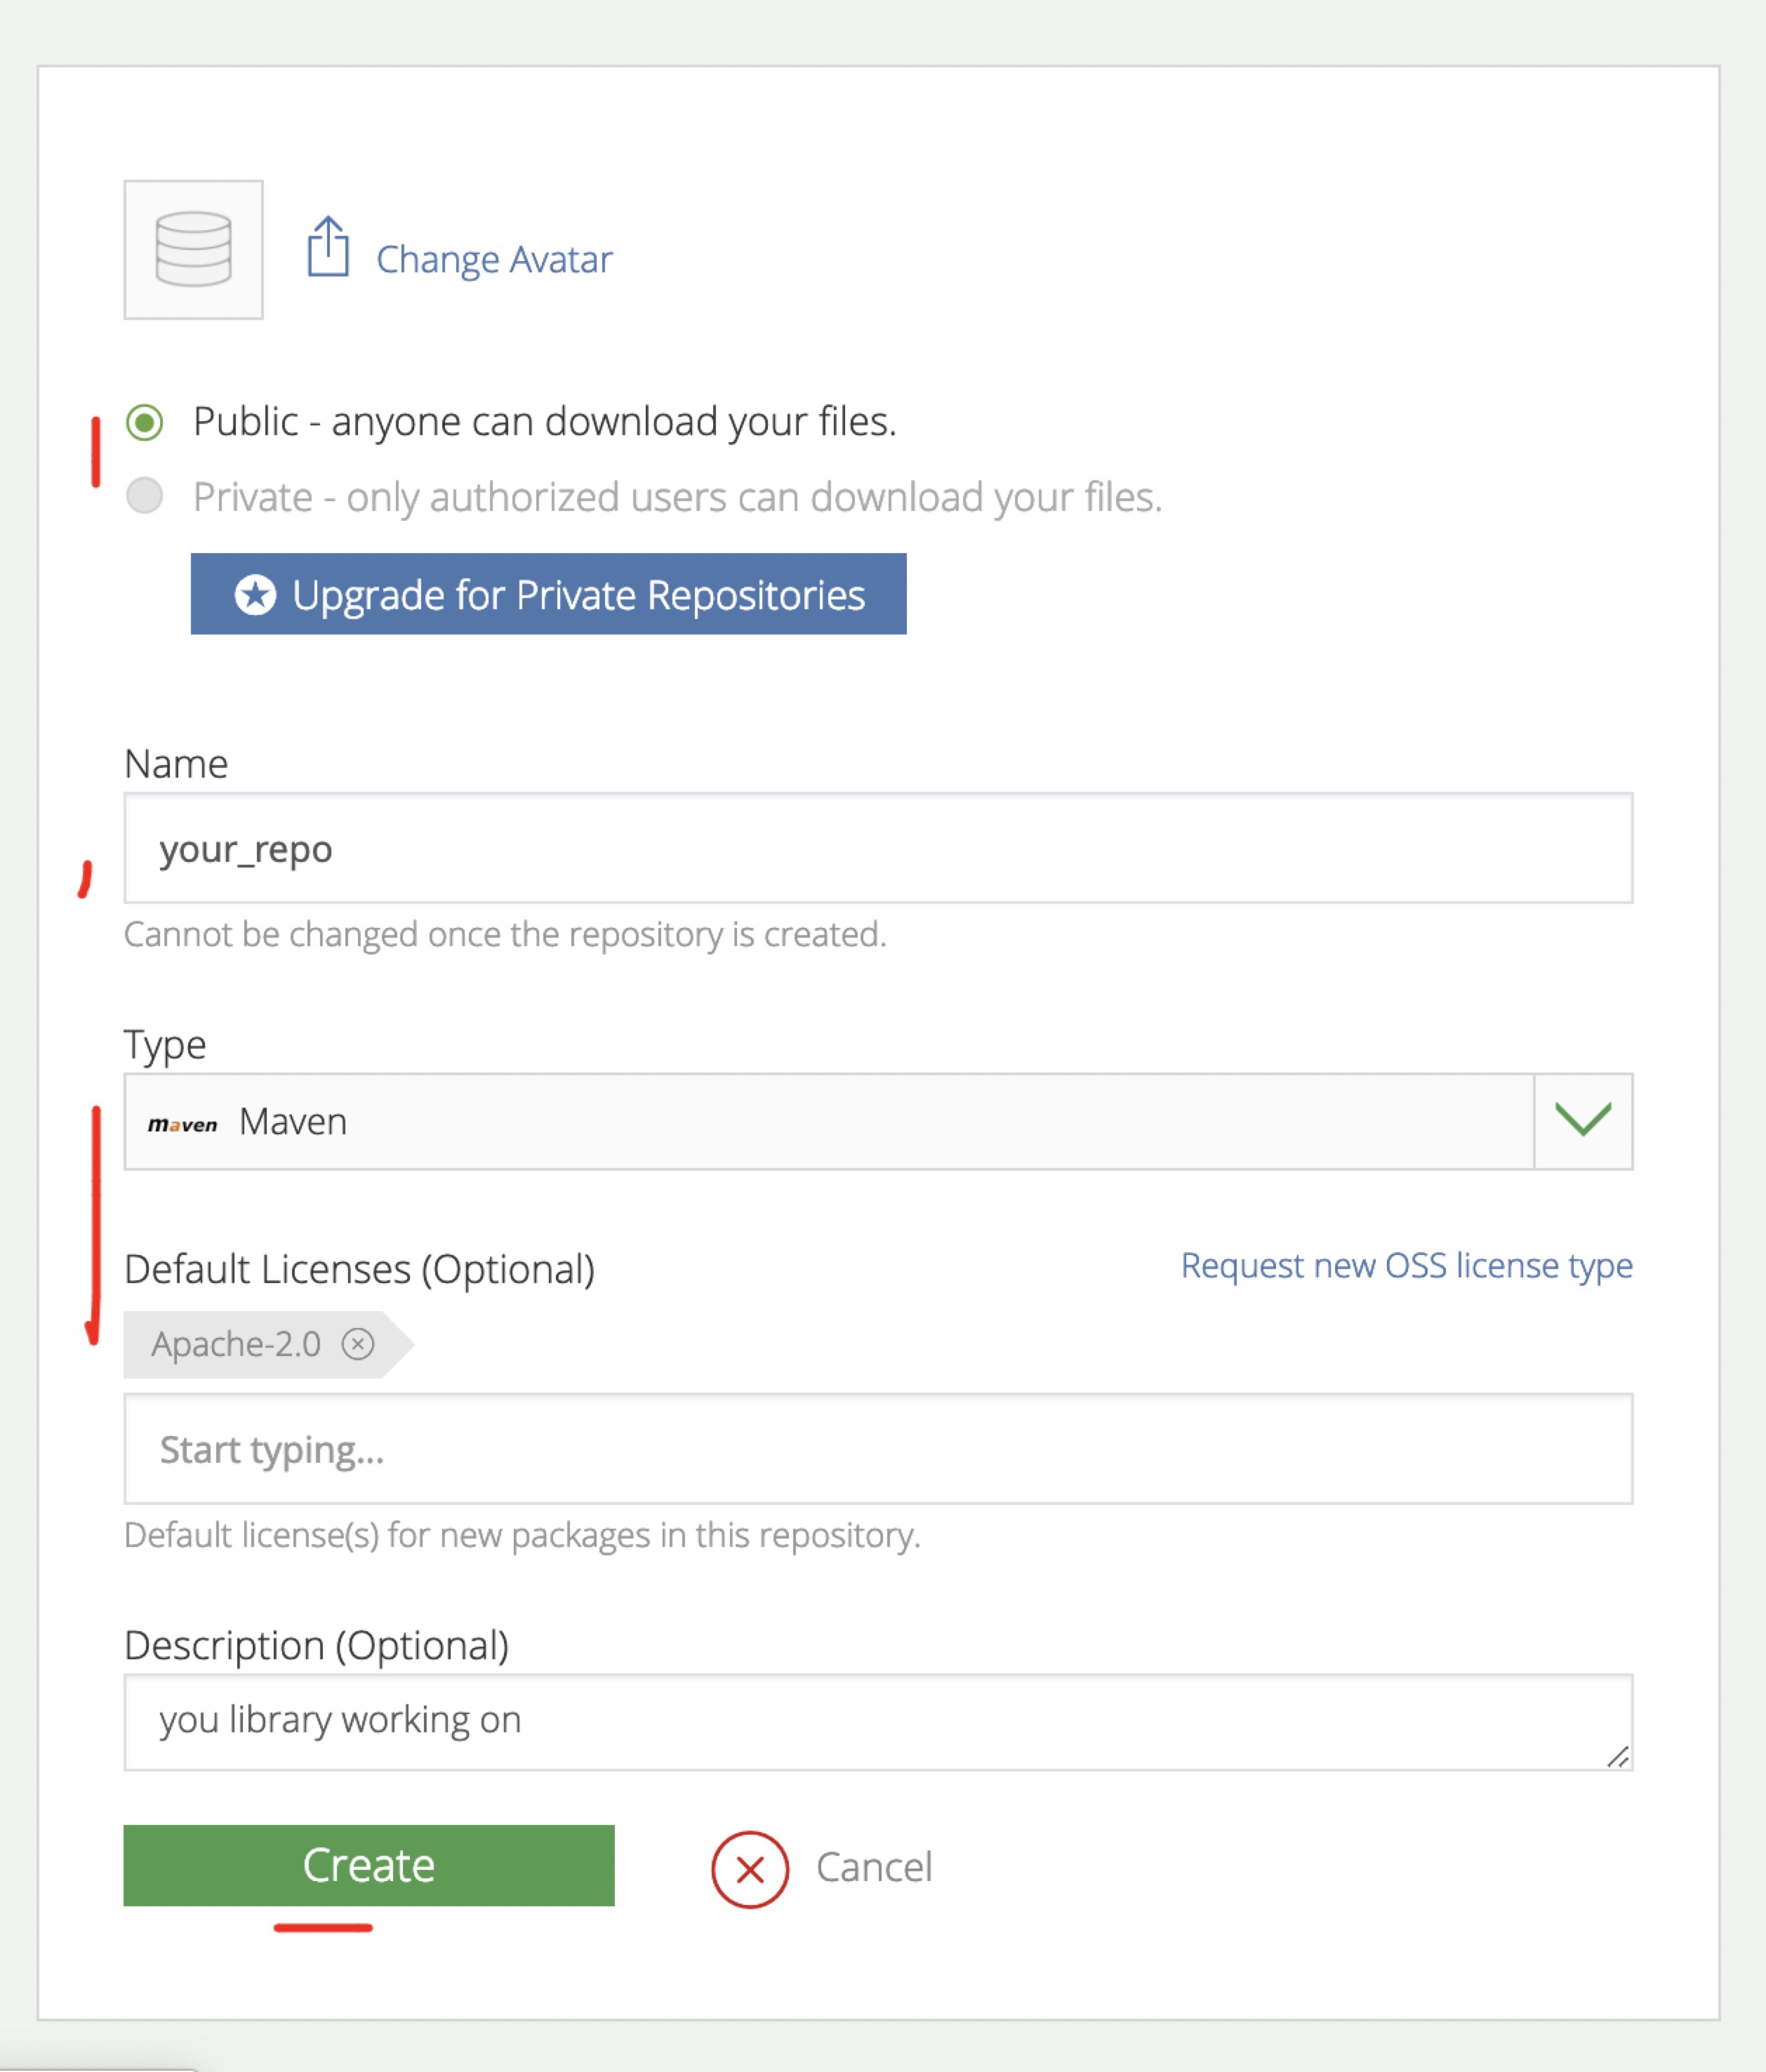 Change Avatar
Public - anyone can download your files.
Private - only authorized users can download your files.
Upgrade for Private Repositories
Name
your_repo
Cannot be changed once the repository is created.
Type
maven Maven
Default Licenses (Optional) Request new OSS license type
Apache-2.0
Start typing...
Default license(s) for new packages in this repository.
Description (Optional)
you library working on
Create Cancel